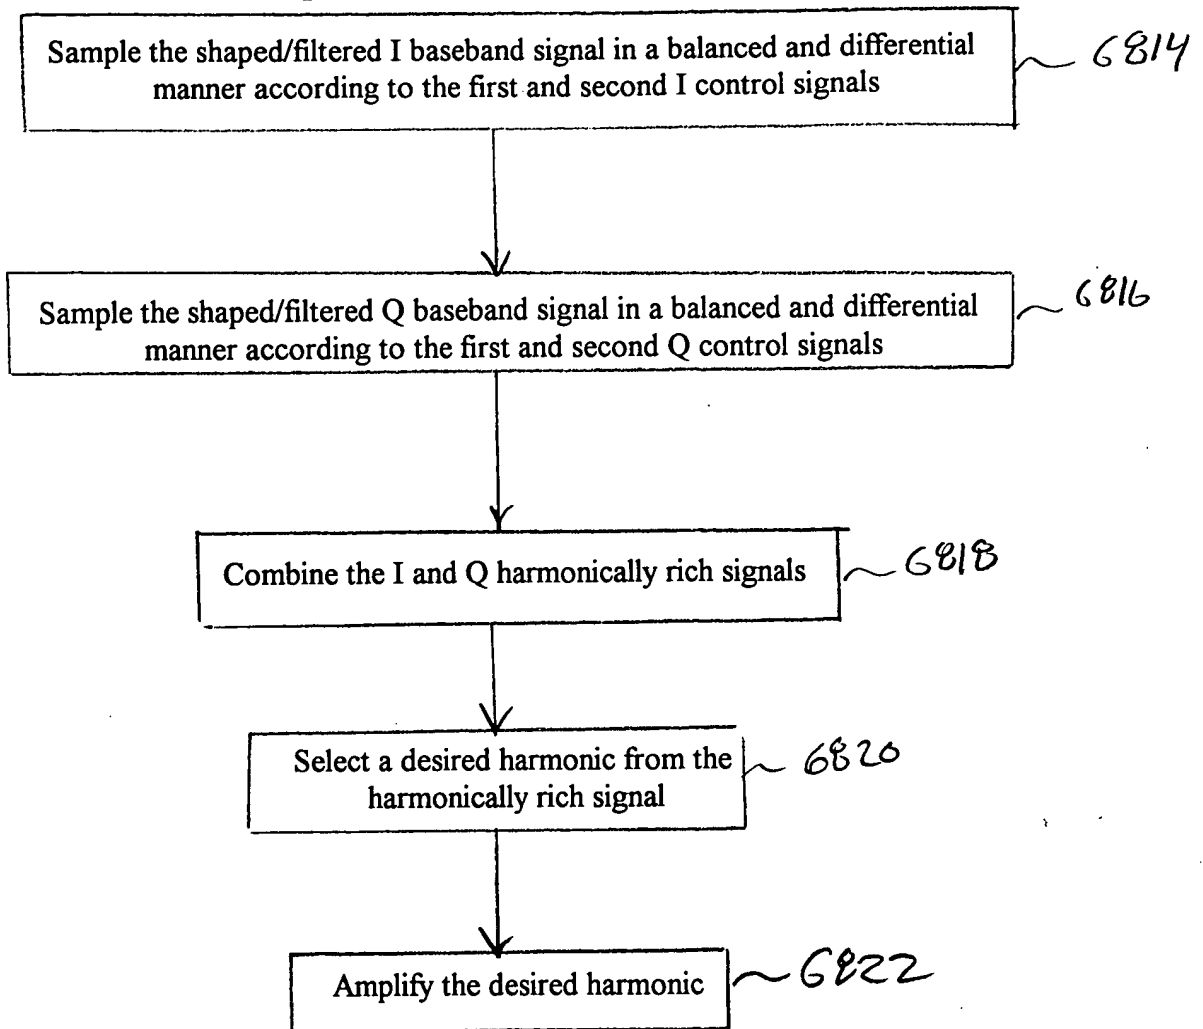 Sample the shaped/filtered I baseband signal in a balanced and differential
manner according to the first and second I control signals
6814
Sample the shaped/filtered Q baseband signal in a balanced and differential
manner according to the first and second Q control signals
6816
Combine the I and Q harmonically rich signals
6818
Select a desired harmonic from the
harmonically rich signal
6820
Amplify the desired harmonic
6822